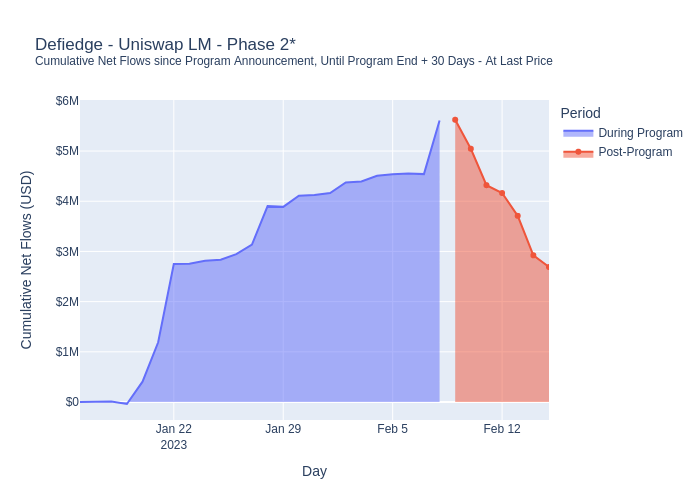 Defiedge - Uniswap LM - Phase 2*
Cumulative Net Flows since Program Announcement, Until Program End + 30 Days - At Last Price
Period
During Program
Post-Program
Cumulative Net Flows (USD)
$6M
$5M
$4M
$3M
$2M
$1M
$0
Jan 22
2023
Jan 29
Feb 5
Feb 12
Day